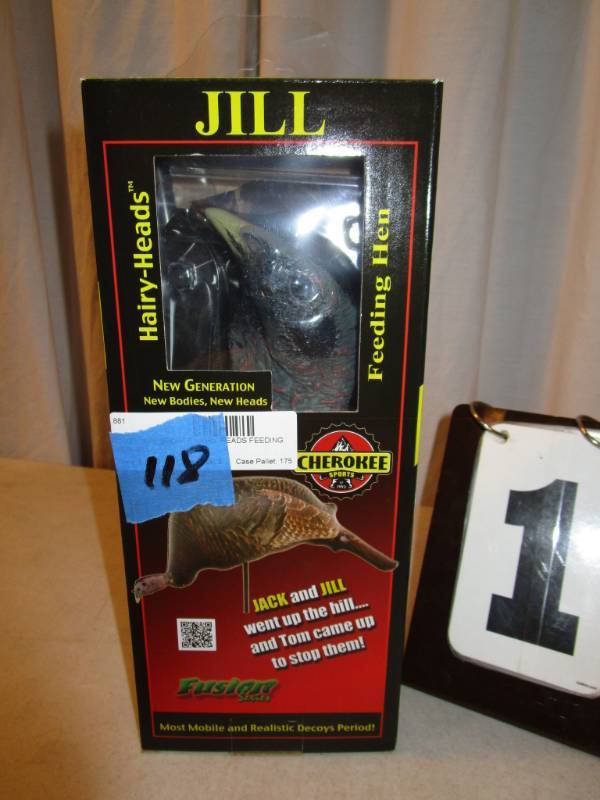 JILL
Hairy-Heads™
Feeding Hen
NEW GENERATION
New Bodies, New Heads
881
EADS FEEDING
Case Pallet: 175
118
CHEROKEE
SPORTS
JACK and JILL
went up the hill....
and Tom came up
to stop them!
Fusion
SERIES
Most Mobile and Realistic Decoys Period!
1